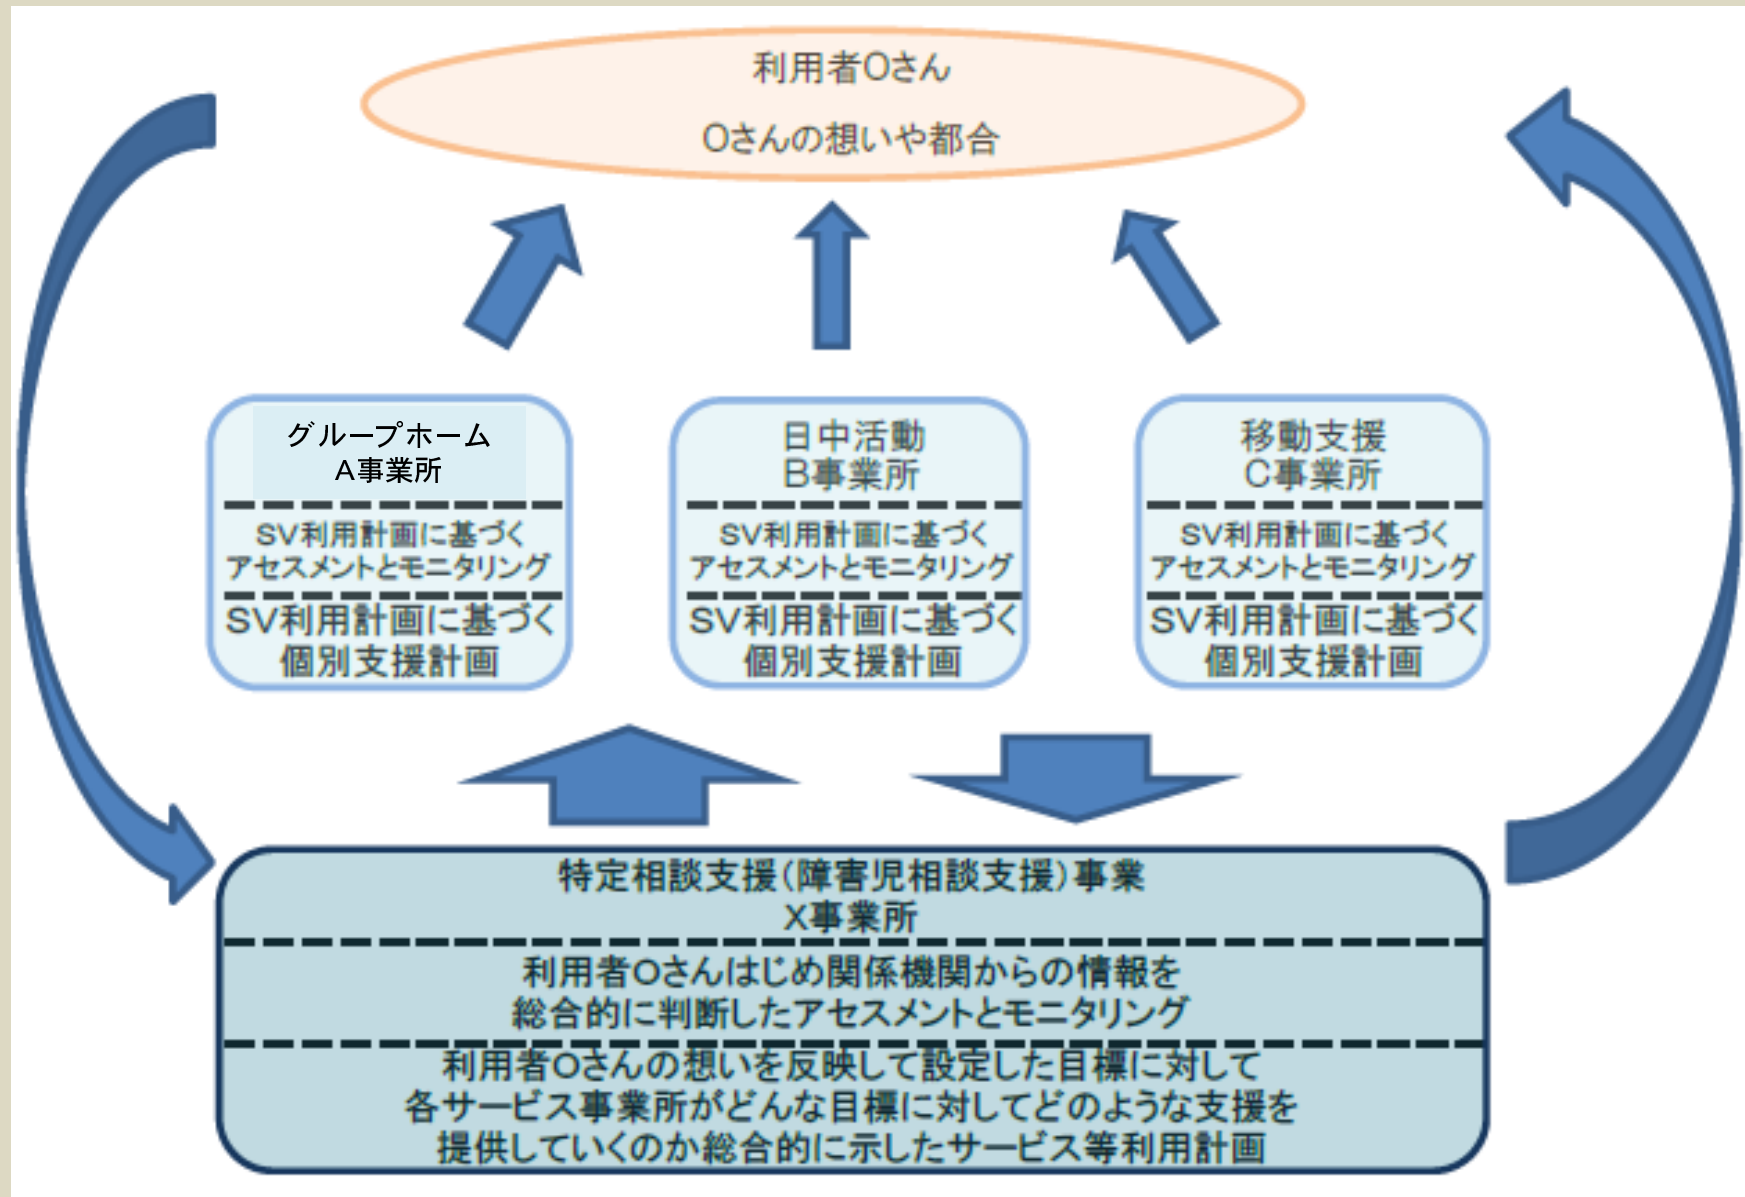 利用者Oさん
Oさんの想いや都合
グループホーム
A事業所
SV利用計画に基づく
アセスメントとモニタリング
SV利用計画に基づく
個別支援計画
日中活動
B事業所
SV利用計画に基づく
アセスメントとモニタリング
SV利用計画に基づく
個別支援計画
移動支援
C事業所
SV利用計画に基づく
アセスメントとモニタリング
SV利用計画に基づく
個別支援計画
特定相談支援(障害児相談支援)事業
X事業所
利用者Oさんはじめ関係機関からの情報を
総合的に判断したアセスメントとモニタリング
利用者Oさんの想いを反映して設定した目標に対して
各サービス事業所がどんな目標に対してどのような支援を
提供していくのか総合的に示したサービス等利用計画